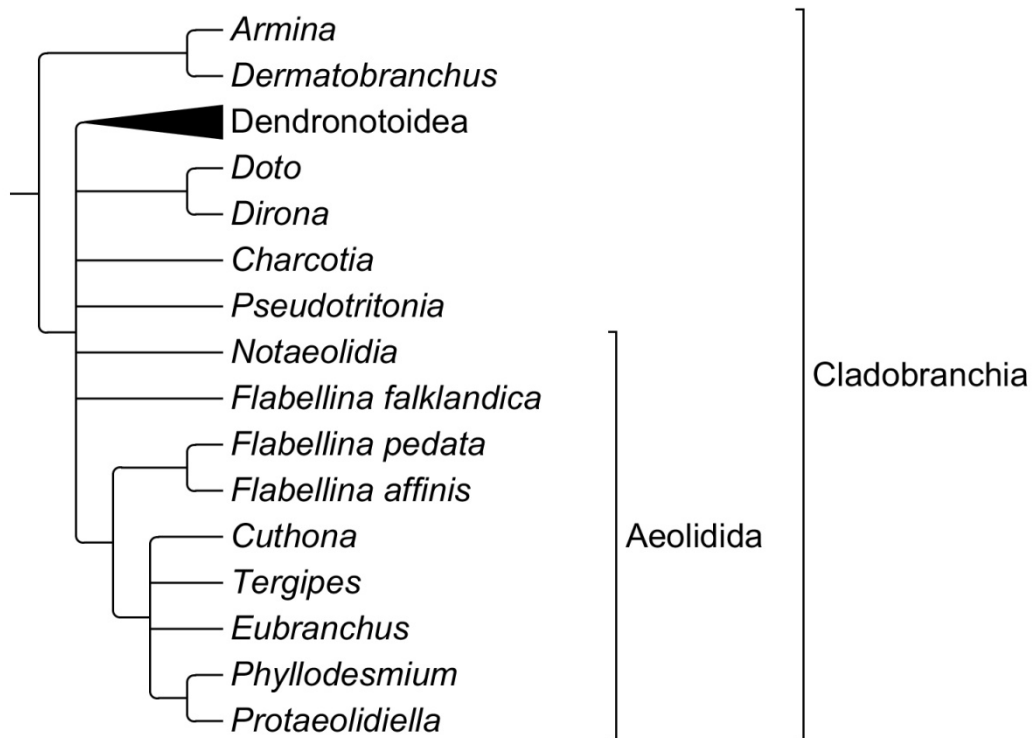 Armina
Dermatobranchus
Dendronotoidea
Doto
Dirona
Charcotia
Pseudotritonia
Notaeolidia
Flabellina falklandica
Flabellina pedata
Flabellina affinis
Cuthona
Tergipes
Eubranchus
Phyllodesmium
Protaeolidiella
Aeolidida
Cladobranchia